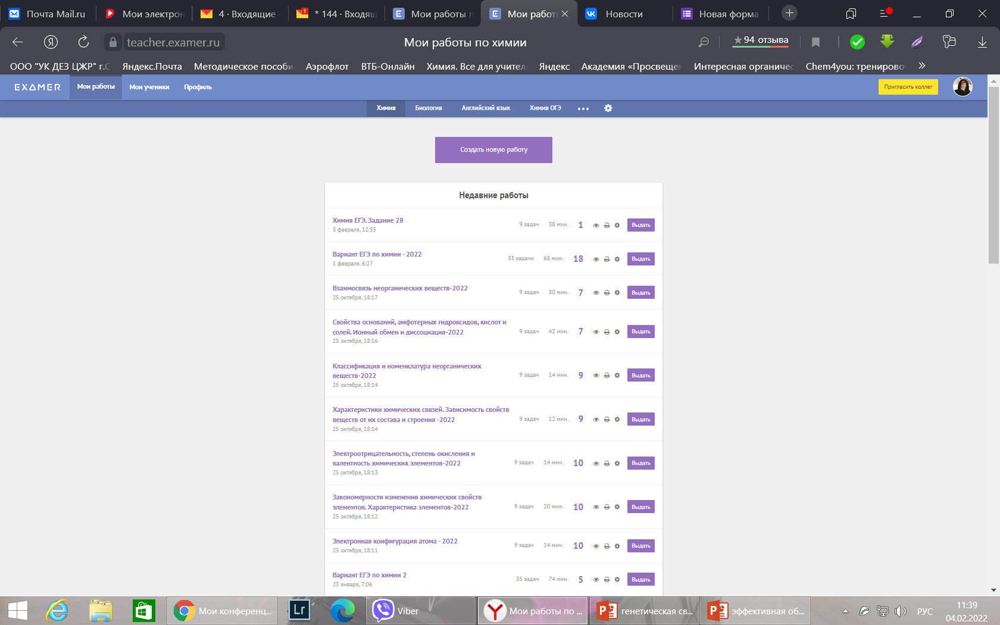 Почта Mail.ru
Мои электрон
4 · Входящие -
1
* 144 · Входящ
Мои работы п
Мои работ
Новости
Новая форма
teacher.examer.ru
Мои работы по химии
★94 отзыва
ООО "УК ДЕЗ ЦЖР" г.С
Яндекс.Почта
Методическое пособи
Аэрофлот
ВТБ-Онлайн
Химия. Все для учител
Яндекс
Академия «Просвещен
Интересная органичес
Chem4you: тренирово
EXAMER
Мои работы
Мои ученики
Профиль
Пригласить коллег
Химия
Биология
Английский язык
Химия ОГЭ
Создать новую работу
Недавние работы
Химия ЕГЭ. Задание 28
3 февраля, 12:35
9 задач 38 мин. 1 Выдать
Вариант ЕГЭ по химии - 2022
1 февраля, 6:27
33 задачи 68 мин. 18 Выдать
Взаимосвязь неорганических веществ-2022
25 октября, 18:17
9 задач 30 мин. 7 Выдать
Свойства оснований, амфотерных гидроксидов, кислот и
солей. Ионный обмен и диссоциация-2022
25 октября, 18:16
9 задач 42 мин. 7 Выдать
Классификация и номенклатура неорганических
веществ-2022
25 октября, 18:14
9 задач 14 мин. 9 Выдать
Характеристики химических связей. Зависимость свойств
веществ от их состава и строения -2022
25 октября, 18:14
9 задач 12 мин. 9 Выдать
Электроотрицательность, степень окисления и
валентность химических элементов-2022
25 октября, 18:13
9 задач 14 мин. 10 Выдать
Закономерности изменения химических свойств
элементов. Характеристика элементов-2022
25 октября, 18:12
9 задач 20 мин. 10 Выдать
Электронная конфигурация атома - 2022
25 октября, 18:11
9 задач 14 мин. 10 Выдать
Вариант ЕГЭ по химии 2
23 января, 7:06
35 задач 74 мин. 5 Выдать
Мои конференц...
Lr
Viber
Мои работы по ...
генетическая св...
эффективная об...
РУС
11:39
04.02.2022